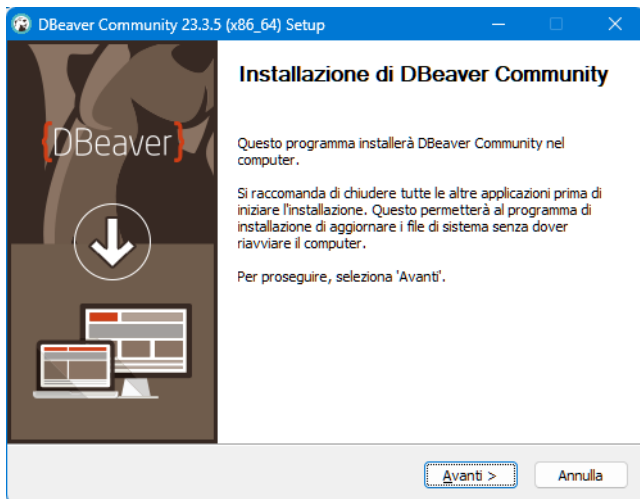 DBeaver Community 23.3.5 (x86_64) Setup
Installazione di DBeaver Community
{DBeaver}
Questo programma installerà DBeaver Community nel
computer.
Si raccomanda di chiudere tutte le altre applicazioni prima di
iniziare l'installazione. Questo permetterà al programma di
installazione di aggiornare i file di sistema senza dover
riavviare il computer.
Per proseguire, seleziona 'Avanti'.
Avanti >
Annulla